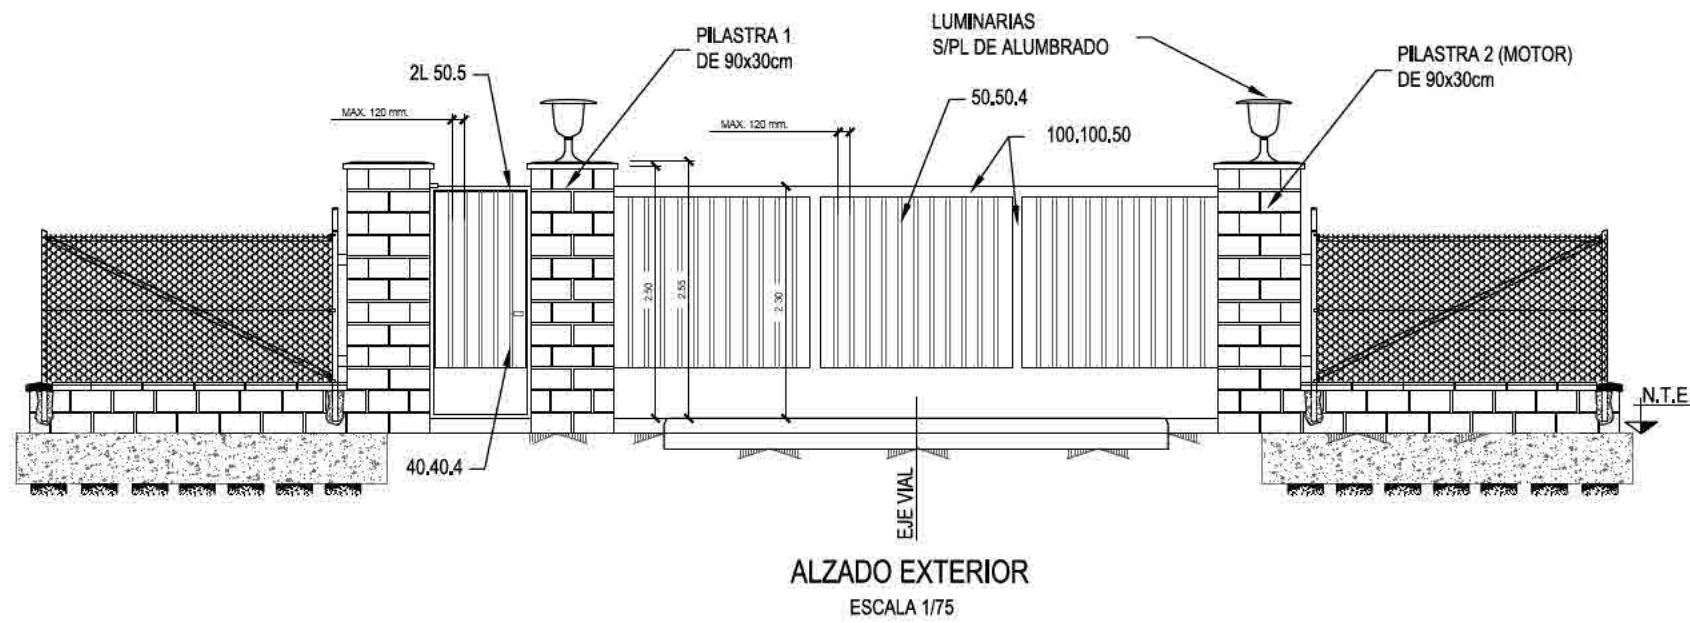 LUMINARIAS
S/PL DE ALUMBRADO
PILASTRA 1
DE 90x30cm
PILASTRA 2 (MOTOR)
DE 90x30cm
2L 50.5
50.50.4
MAX. 120 mm.
MAX. 120 mm.
100.100.50
2.50
2.55
2.30
N.T.E
40.40.4
EJE VIAL
ALZADO EXTERIOR
ESCALA 1/75